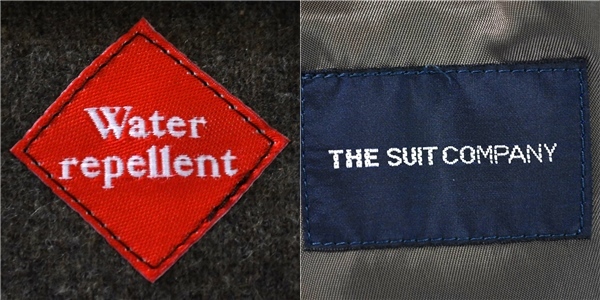 Water
repellent
THE SUIT COMPANY